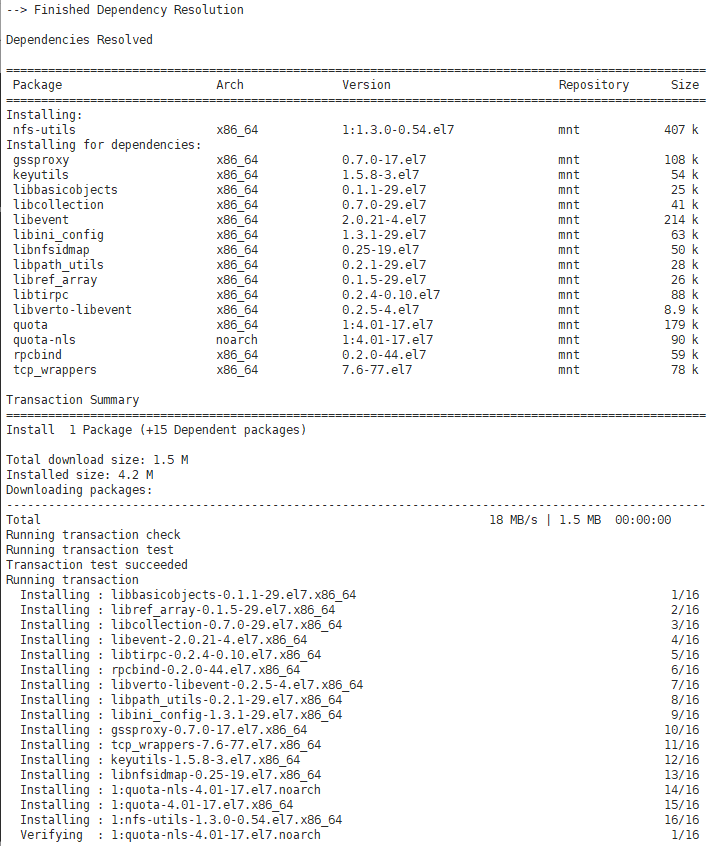 --> Finished Dependency Resolution
Dependencies Resolved
================================================================================
Package Arch Version Repository Size
================================================================================
Installing:
nfs-utils x86_64 1:1.3.0-0.54.el7 mnt 407 k
Installing for dependencies:
gssproxy x86_64 0.7.0-17.el7 mnt 108 k
keyutils x86_64 1.5.8-3.el7 mnt 54 k
libbasicobjects x86_64 0.1.1-29.el7 mnt 25 k
libcollection x86_64 0.7.0-29.el7 mnt 41 k
libevent x86_64 2.0.21-4.el7 mnt 214 k
libini_config x86_64 1.3.1-29.el7 mnt 63 k
libnfsidmap x86_64 0.25-19.el7 mnt 50 k
libpath_utils x86_64 0.2.1-29.el7 mnt 28 k
libref_array x86_64 0.1.5-29.el7 mnt 26 k
libtirpc x86_64 0.2.4-0.10.el7 mnt 88 k
libverto-libevent x86_64 0.2.5-4.el7 mnt 8.9 k
quota x86_64 1:4.01-17.el7 mnt 179 k
quota-nls noarch 1:4.01-17.el7 mnt 90 k
rpcbind x86_64 0.2.0-44.el7 mnt 59 k
tcp_wrappers x86_64 7.6-77.el7 mnt 78 k
Transaction Summary
================================================================================
Install 1 Package (+15 Dependent packages)
Total download size: 1.5 M
Installed size: 4.2 M
Downloading packages:
--------------------------------------------------------------------------------
Total 18 MB/s | 1.5 MB 00:00:00
Running transaction check
Running transaction test
Transaction test succeeded
Running transaction
Installing : libbasicobjects-0.1.1-29.el7.x86_64 1/16
Installing : libref_array-0.1.5-29.el7.x86_64 2/16
Installing : libcollection-0.7.0-29.el7.x86_64 3/16
Installing : libevent-2.0.21-4.el7.x86_64 4/16
Installing : libtirpc-0.2.4-0.10.el7.x86_64 5/16
Installing : rpcbind-0.2.0-44.el7.x86_64 6/16
Installing : libverto-libevent-0.2.5-4.el7.x86_64 7/16
Installing : libpath_utils-0.2.1-29.el7.x86_64 8/16
Installing : libini_config-1.3.1-29.el7.x86_64 9/16
Installing : gssproxy-0.7.0-17.el7.x86_64 10/16
Installing : tcp_wrappers-7.6-77.el7.x86_64 11/16
Installing : keyutils-1.5.8-3.el7.x86_64 12/16
Installing : libnfsidmap-0.25-19.el7.x86_64 13/16
Installing : 1:quota-nls-4.01-17.el7.noarch 14/16
Installing : 1:quota-4.01-17.el7.x86_64 15/16
Installing : 1:nfs-utils-1.3.0-0.54.el7.x86_64 16/16
Verifying : 1:quota-nls-4.01-17.el7.noarch 1/16